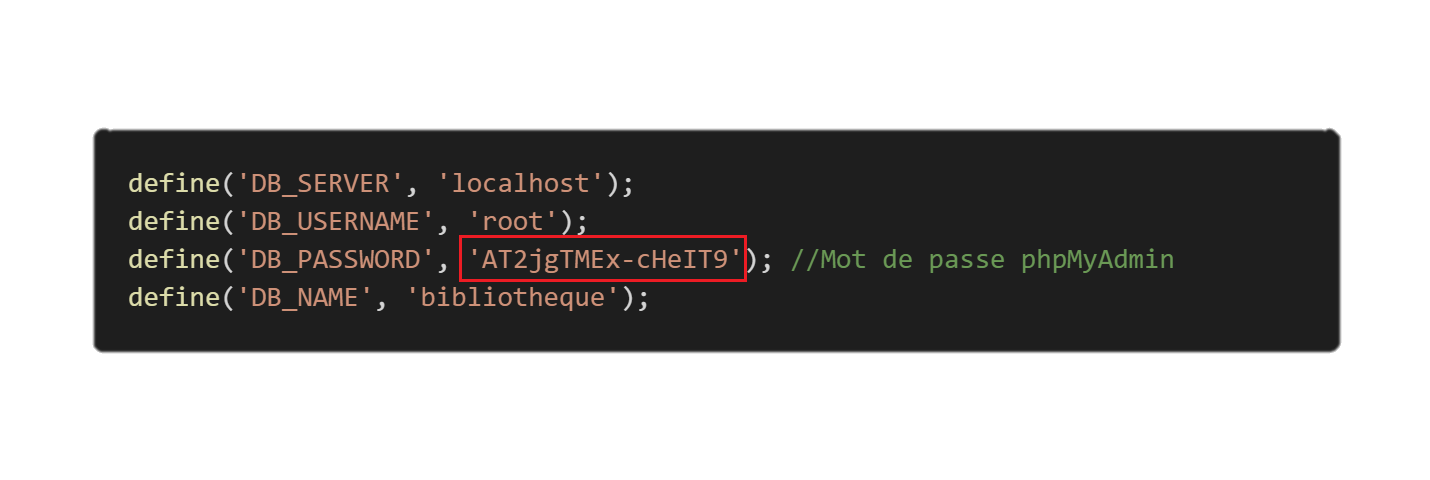 define('DB_SERVER', 'localhost');
define('DB_USERNAME', 'root');
define('DB_PASSWORD', 'AT2jgTMEx-cHeIT9'); //Mot de passe phpMyAdmin
define('DB_NAME', 'bibliotheque');